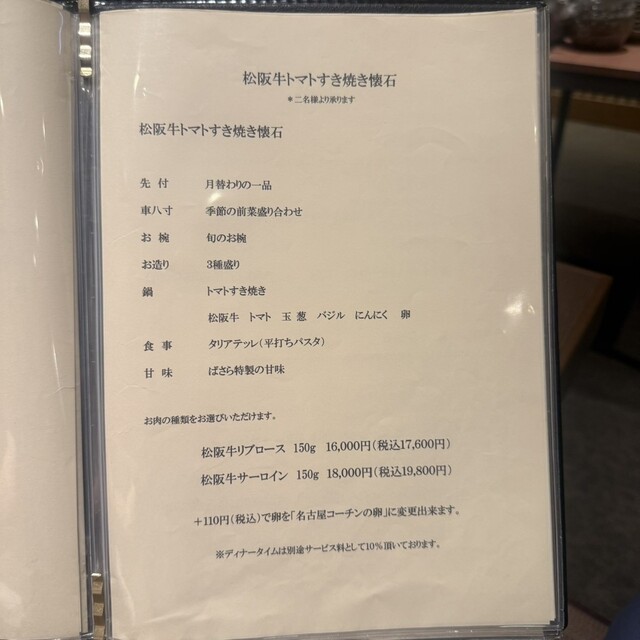 松阪牛トマトすき焼き懐石
*二名様より承ります
松阪牛トマトすき焼き懐石
先 付 月替わりの一品
車八寸 季節の前菜盛り合わせ
お 椀 旬のお椀
お造り 3種盛り
鍋 トマトすき焼き
松阪牛 トマト 玉 葱 バジル にんにく 卵
食 事 タリアテッレ(平打ちパスタ)
甘 味 ばさら特製の甘味
お肉の種類をお選びいただけます。
松阪牛リブロース 150g 16,000円(税込17,600円)
松阪牛サーロイン 150g 18,000円(税込19,800円)
+110円(税込)で卵を「名古屋コーチンの卵」に変更出来ます。
※ディナータイムは別途サービス料として10%頂いております。